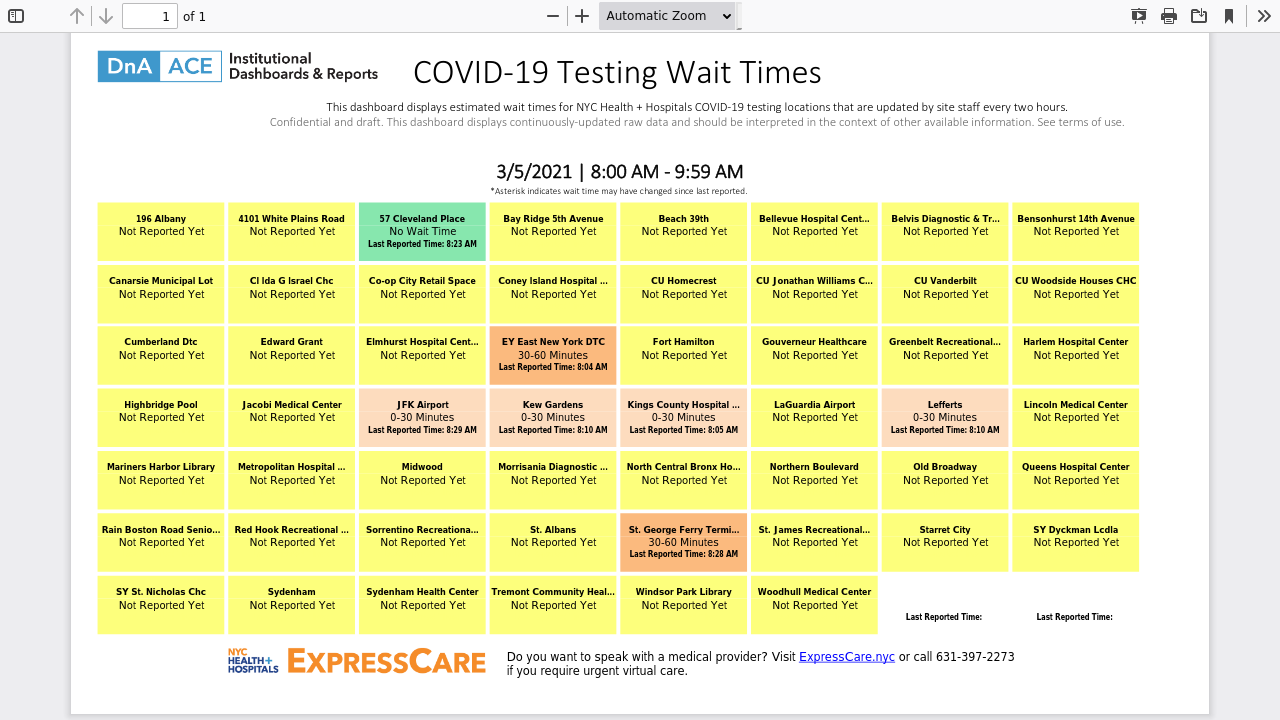 1 of 1 Automatic Zoom
DnA ACE Institutional
Dashboards & Reports
COVID-19 Testing Wait Times
This dashboard displays estimated wait times for NYC Health + Hospitals COVID-19 testing locations that are updated by site staff every two hours.
Confidential and draft. This dashboard displays continuously-updated raw data and should be interpreted in the context of other available information. See terms of use.
3/5/2021 | 8:00 AM - 9:59 AM
*Asterisk indicates wait time may have changed since last reported.
196 Albany
Not Reported Yet
4101 White Plains Road
Not Reported Yet
57 Cleveland Place
No Wait Time
Last Reported Time: 8:23 AM
Bay Ridge 5th Avenue
Not Reported Yet
Beach 39th
Not Reported Yet
Bellevue Hospital Cent...
Not Reported Yet
Belvis Diagnostic & Tr...
Not Reported Yet
Bensonhurst 14th Avenue
Not Reported Yet
Canarsie Municipal Lot
Not Reported Yet
CI Ida G Israel Chc
Not Reported Yet
Co-op City Retail Space
Not Reported Yet
Coney Island Hospital ...
Not Reported Yet
CU Homecrest
Not Reported Yet
CU Jonathan Williams C...
Not Reported Yet
CU Vanderbilt
Not Reported Yet
CU Woodside Houses CHC
Not Reported Yet
Cumberland Dtc
Not Reported Yet
Edward Grant
Not Reported Yet
Elmhurst Hospital Cent...
Not Reported Yet
EY East New York DTC
30-60 Minutes
Last Reported Time: 8:04 AM
Fort Hamilton
Not Reported Yet
Gouverneur Healthcare
Not Reported Yet
Greenbelt Recreational...
Not Reported Yet
Harlem Hospital Center
Not Reported Yet
Highbridge Pool
Not Reported Yet
Jacobi Medical Center
Not Reported Yet
JFK Airport
0-30 Minutes
Last Reported Time: 8:29 AM
Kew Gardens
0-30 Minutes
Last Reported Time: 8:10 AM
Kings County Hospital ...
0-30 Minutes
Last Reported Time: 8:05 AM
LaGuardia Airport
Not Reported Yet
Lefferts
0-30 Minutes
Last Reported Time: 8:10 AM
Lincoln Medical Center
Not Reported Yet
Mariners Harbor Library
Not Reported Yet
Metropolitan Hospital ...
Not Reported Yet
Midwood
Not Reported Yet
Morrisania Diagnostic ...
Not Reported Yet
North Central Bronx Ho...
Not Reported Yet
Northern Boulevard
Not Reported Yet
Old Broadway
Not Reported Yet
Queens Hospital Center
Not Reported Yet
Rain Boston Road Senio...
Not Reported Yet
Red Hook Recreational ...
Not Reported Yet
Sorrentino Recreationa...
Not Reported Yet
St. Albans
Not Reported Yet
St. George Ferry Termi...
30-60 Minutes
Last Reported Time: 8:28 AM
St. James Recreational...
Not Reported Yet
Starret City
Not Reported Yet
SY Dyckman Lcdla
Not Reported Yet
SY St. Nicholas Chc
Not Reported Yet
Sydenham
Not Reported Yet
Sydenham Health Center
Not Reported Yet
Tremont Community Heal...
Not Reported Yet
Windsor Park Library
Not Reported Yet
Woodhull Medical Center
Not Reported Yet
Last Reported Time:
Last Reported Time:
NYC
HEALTH+
HOSPITALS
EXPRESSCARE
Do you want to speak with a medical provider? Visit ExpressCare.nyc or call 631-397-2273
if you require urgent virtual care.